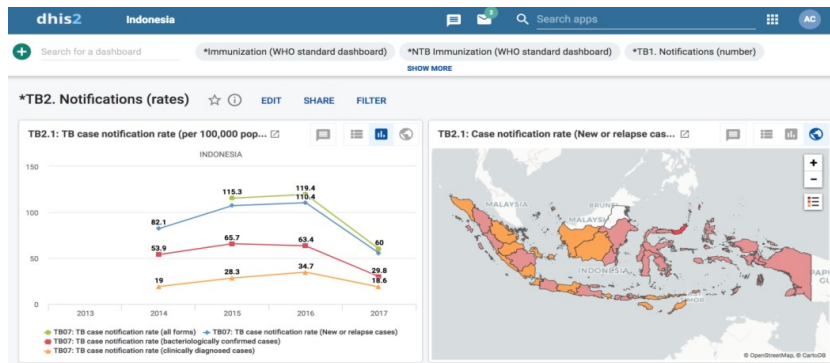 dhis2 Indonesia
2
Search apps
AC
Search for a dashboard
*Immunization (WHO standard dashboard)
*NTB Immunization (WHO standard dashboard)
*TB1. Notifications (number)
SHOW MORE
*TB2. Notifications (rates)
EDIT SHARE FILTER
TB2.1: TB case notification rate (per 100,000 pop...
INDONESIA
150
100
50
0
82.1
115.3
119.4
110.4
60
53.9
65.7
63.4
29.8
19
28.3
34.7
18.6
2013 2014 2015 2016 2017
TB07: TB case notification rate (all forms) TB07: TB case notification rate (New or relapse cases)
TB07: TB case notification rate (bacteriologically confirmed cases)
TB07: TB case notification rate (clinically diagnosed cases)
TB2.1: Case notification rate (New or relapse cas...
+
−
MALAYSIA
BRUNEI
MALAYSI
INDONESIA
PAP
GU
© OpenStreetMap, © CartoDB